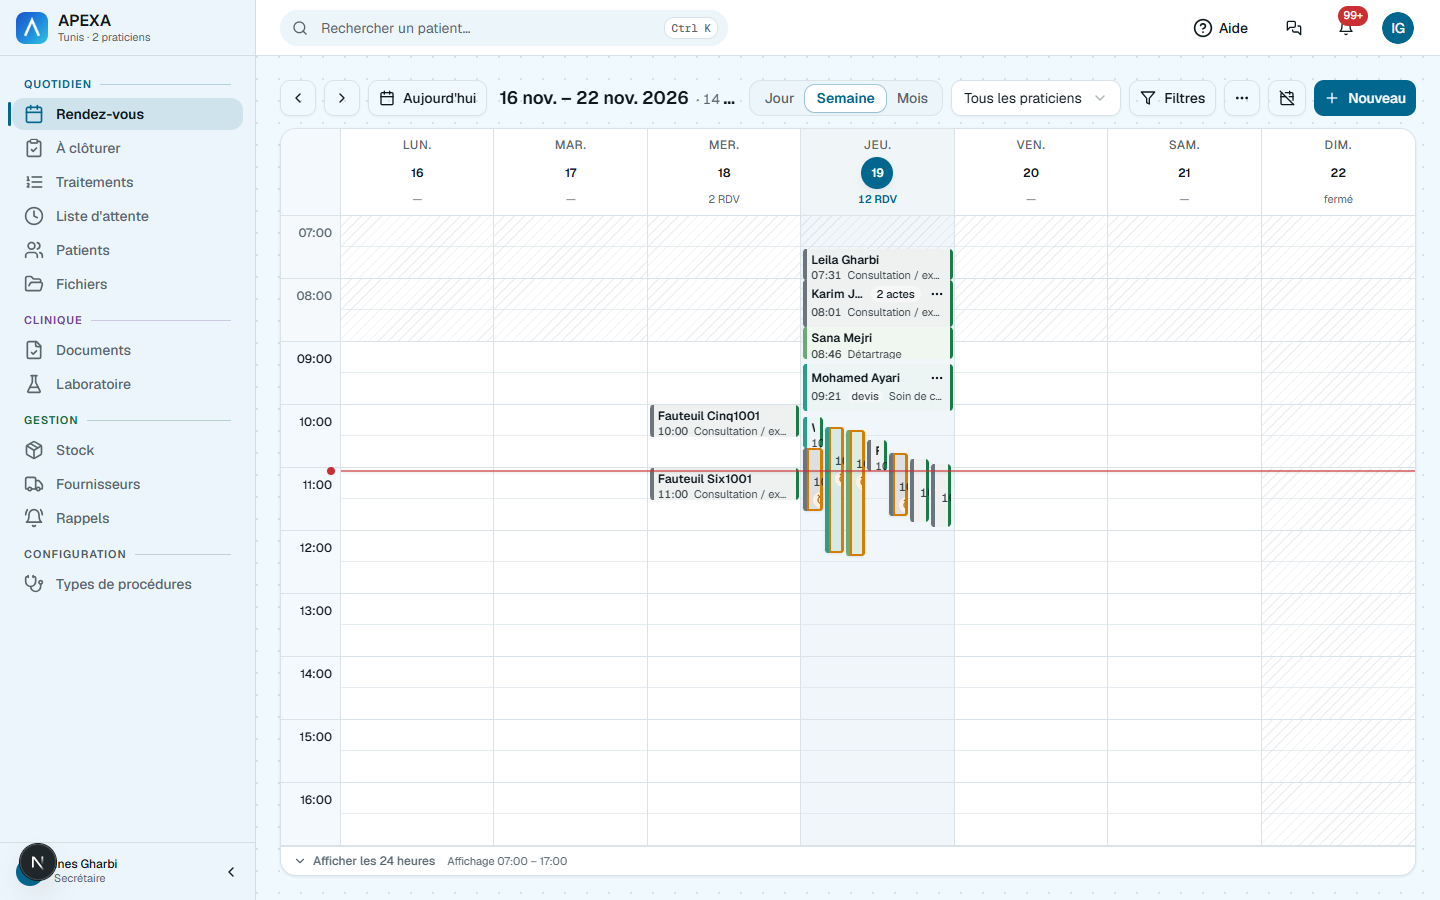 APEXA
Tunis · 2 praticiens
Rechercher un patient...
Ctrl K
Aide
99+
IG
QUOTIDIEN
Rendez-vous
À clôturer
Traitements
Liste d'attente
Patients
Fichiers
CLINIQUE
Documents
Laboratoire
GESTION
Stock
Fournisseurs
Rappels
CONFIGURATION
Types de procédures
N
nes Gharbi
Secrétaire
Aujourd'hui
16 nov. – 22 nov. 2026 · 14 ...
Jour
Semaine
Mois
Tous les praticiens
Filtres
Nouveau
LUN.
16
—
MAR.
17
—
MER.
18
2 RDV
JEU.
19
12 RDV
VEN.
20
—
SAM.
21
—
DIM.
22
fermé
07:00
08:00
09:00
10:00
11:00
12:00
13:00
14:00
15:00
16:00
Fauteuil Cinq1001
10:00 Consultation / ex...
Fauteuil Six1001
11:00 Consultation / ex...
Leila Gharbi
07:31 Consultation / ex...
Karim J... 2 actes
08:01 Consultation / ex...
Sana Mejri
08:46 Détartrage
Mohamed Ayari
09:21 devis Soin de c...
Afficher les 24 heures
Affichage 07:00 – 17:00